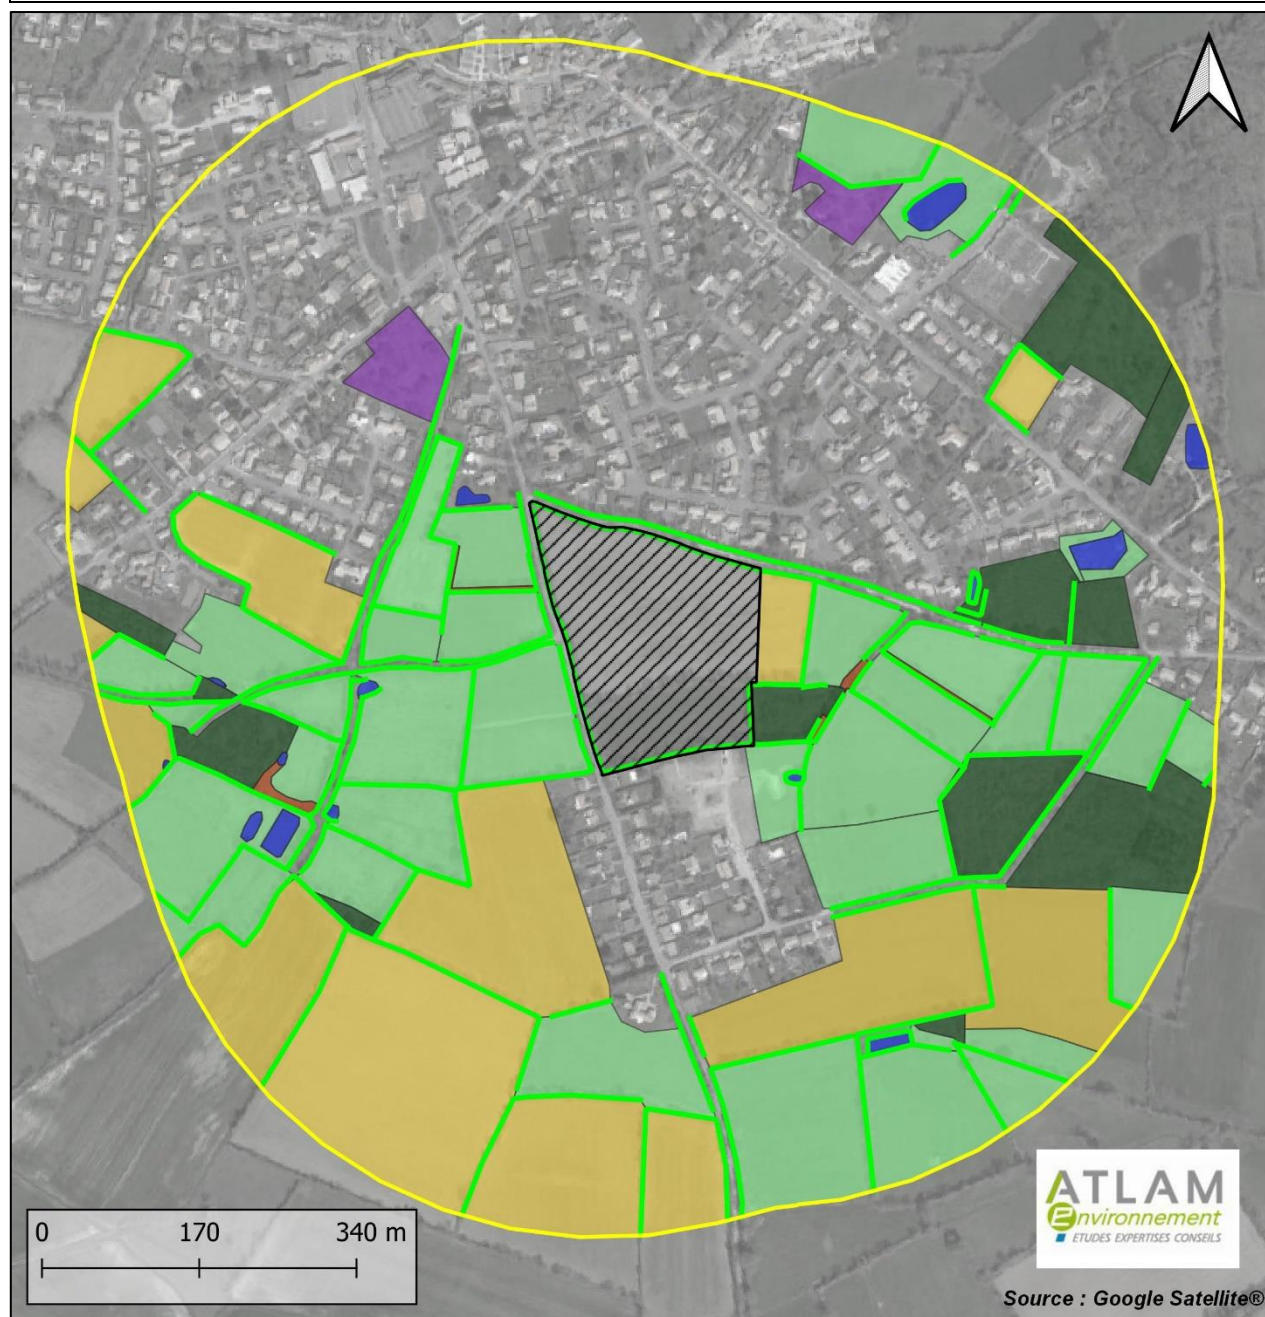 0 170 340 m
ATLAM
Environnement
ETUDES EXPERTISES CONSEILS
Source : Google Satellite®